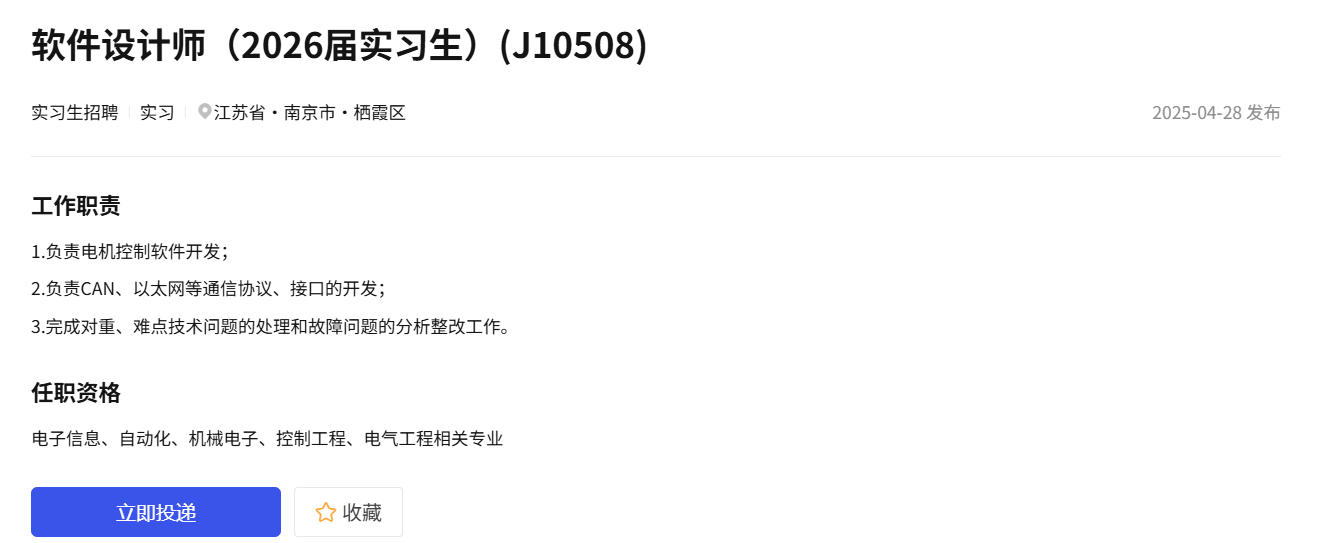 软件设计师（2026届实习生）(J10508)
实习生招聘 实习 江苏省・南京市・栖霞区 2025-04-28 发布
工作职责
1.负责电机控制软件开发；
2.负责CAN、以太网等通信协议、接口的开发；
3.完成对重、难点技术问题的处理和故障问题的分析整改工作。
任职资格
电子信息、自动化、机械电子、控制工程、电气工程相关专业
立即投递 收藏